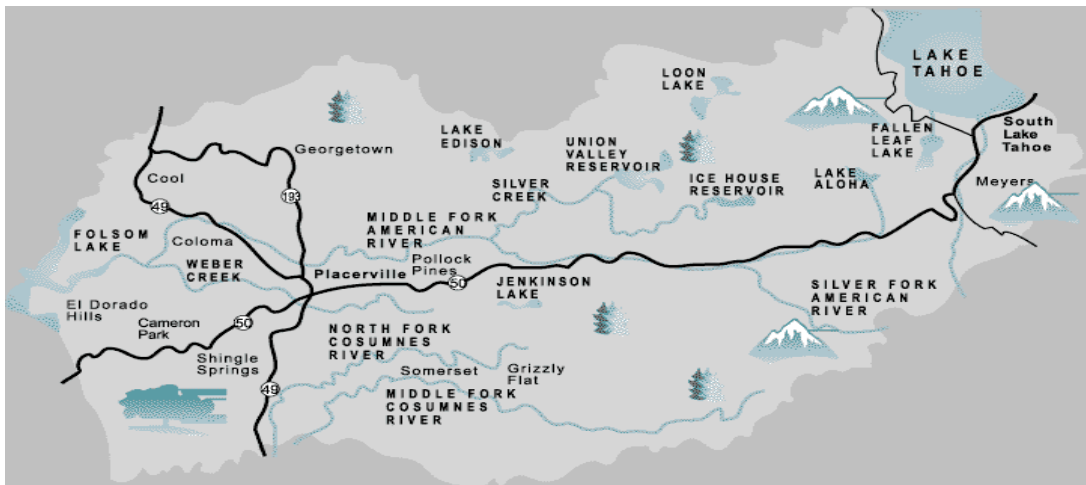 LAKE
TAHOE
LOON
LAKE
South
Lake
Tahoe
FALLEN
LEAF
LAKE
LAKE
EDISON
UNION
VALLEY
RESERVOIR
Georgetown
Cool
193
49
SILVER
CREEK
ICE HOUSE
RESERVOIR
LAKE
ALOHA
Meyers
MIDDLE FORK
AMERICAN
RIVER
FOLSOM
LAKE
Coloma
WEBER
CREEK
Placerville
Pollock
Pines
50
JENKINSON
LAKE
SILVER FORK
AMERICAN
RIVER
El Dorado
Hills
Cameron
Park
50
Shingle
Springs
NORTH FORK
COSUMNES
RIVER
Somerset
Grizzly
Flat
49
MIDDLE FORK
COSUMNES
RIVER